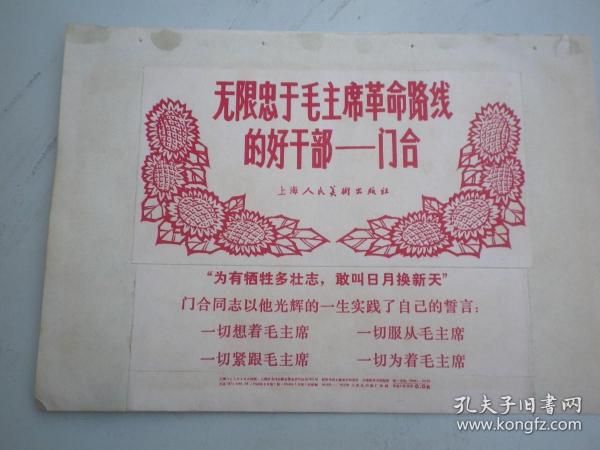 无限忠于毛主席革命路线
的好干部——门合
上海人民美術出版社
“为有牺牲多壮志，敢叫日月换新天”
门合同志以他光辉的一生实践了自己的誓言：
一切想着毛主席 一切服从毛主席
一切紧跟毛主席 一切为着毛主席
孔夫子旧书网
www.kongfz.com